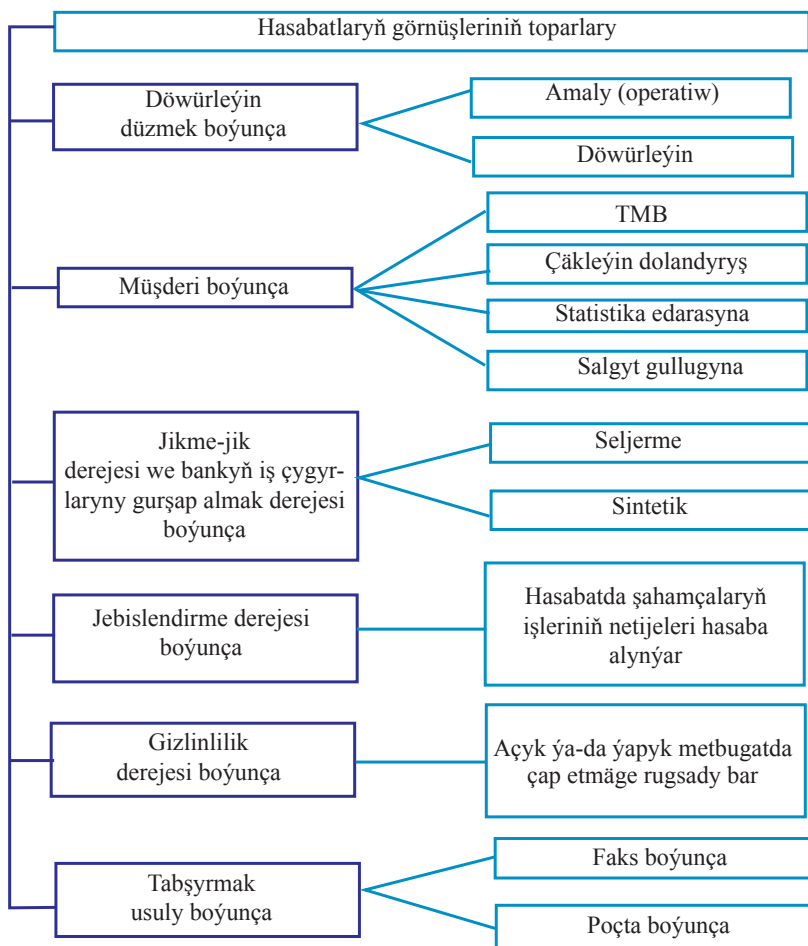 Hasabatlaryň görnüşleriniň toparlary
Döwürleýin
düzmek boýunça
Amaly (operatiw)
Döwürleýin
Müşderi boýunça
TMB
Çäkleýin dolandyryş
Statistika edarasyna
Salgyt gullugyna
Jikme-jik
derejesi we bankyň iş çygyr-
laryny gurşap almak derejesi
boýunça
Seljerme
Sintetik
Jebislendirme derejesi
boýunça
Hasabatda şahamçalaryň
işleriniň netijeleri hasaba
alynýar
Gizlinlilik
derejesi boýunça
Açyk ýa-da ýapyk metbugatda
çap etmäge rugsady bar
Tabşyrmak
usuly boýunça
Faks boýunça
Poçta boýunça